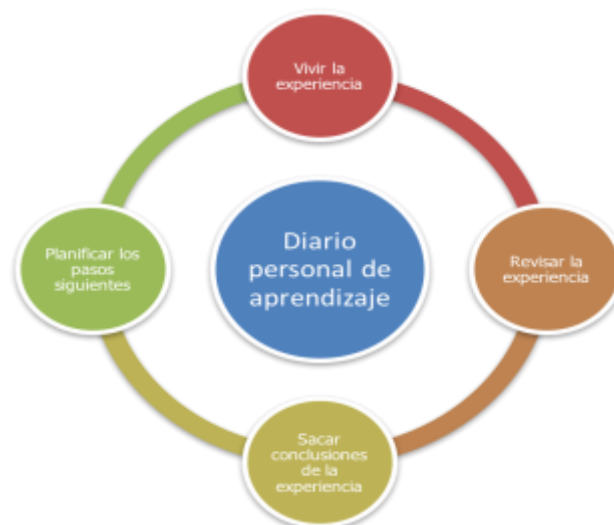 Vivir la
experiencia
Diario
personal de
aprendizaje
Planificar los
pasos
siguientes
Revisar la
experiencia
Sacar
conclusiones
de la
experiencia